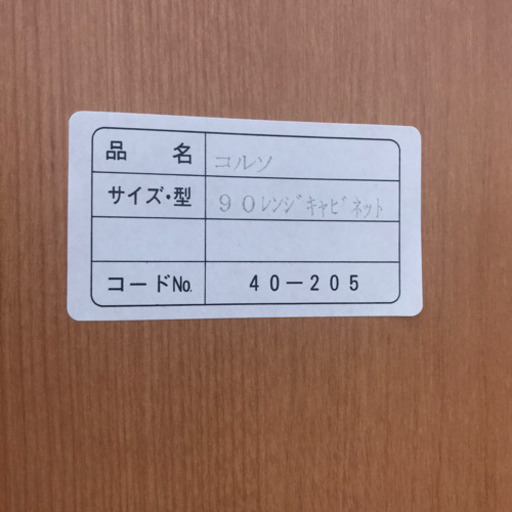 品　名 コルソ
サイズ・型 ９０ﾚﾝｼﾞｷｬﾋﾞﾈｯﾄ
コードNo. 40-205